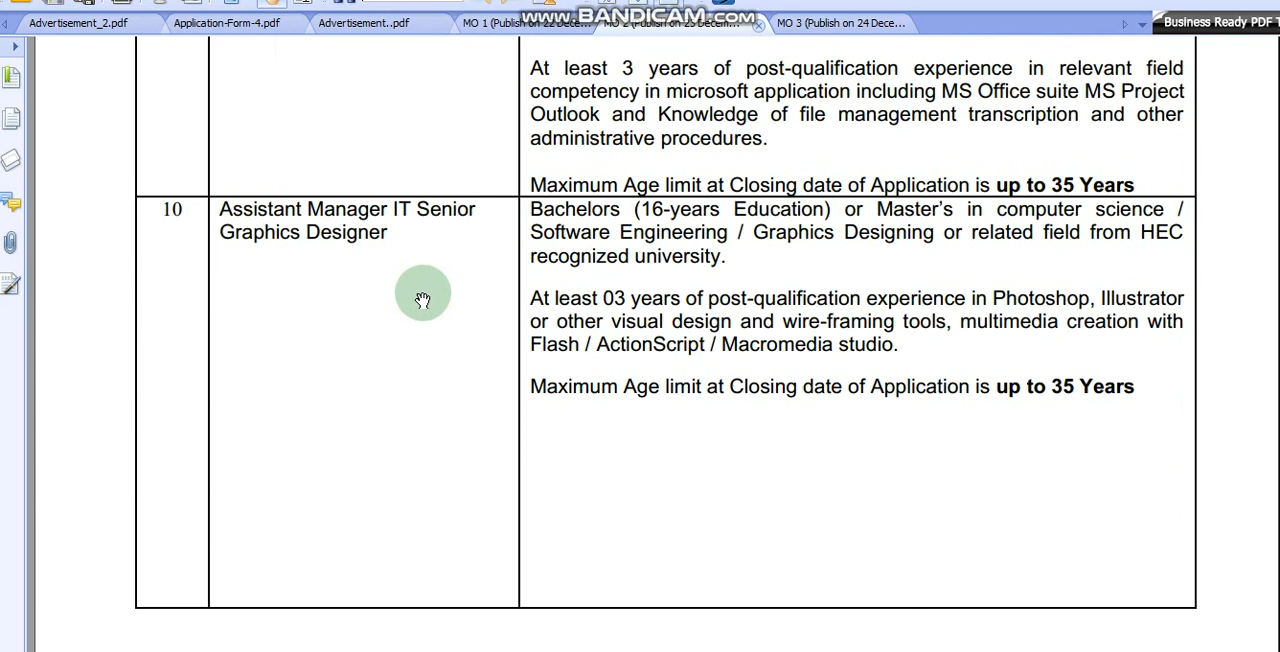 www.BANDICAM.com
Advertisement_2.pdf
Application-Form-4.pdf
Advertisement..pdf
MO 1 (Publish on 22 Dece...
MO 2 (Publish on 23 Decem...
MO 3 (Publish on 24 Dece...
Business Ready PDF T
At least 3 years of post-qualification experience in relevant field
competency in microsoft application including MS Office suite MS Project
Outlook and Knowledge of file management transcription and other
administrative procedures.
Maximum Age limit at Closing date of Application is up to 35 Years
10
Assistant Manager IT Senior
Graphics Designer
Bachelors (16-years Education) or Master's in computer science /
Software Engineering / Graphics Designing or related field from HEC
recognized university.
At least 03 years of post-qualification experience in Photoshop, Illustrator
or other visual design and wire-framing tools, multimedia creation with
Flash / ActionScript / Macromedia studio.
Maximum Age limit at Closing date of Application is up to 35 Years